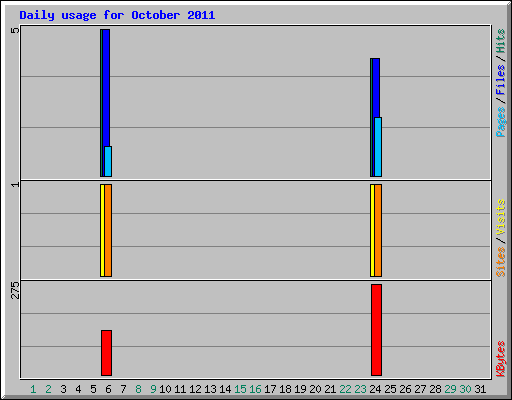 Daily usage for October 2011
5
Pages/Files/Hits
1
Sites/Visits
275
KBytes
1 2 3 4 5 6 7 8 9 10 11 12 13 14 15 16 17 18 19 20 21 22 23 24 25 26 27 28 29 30 31